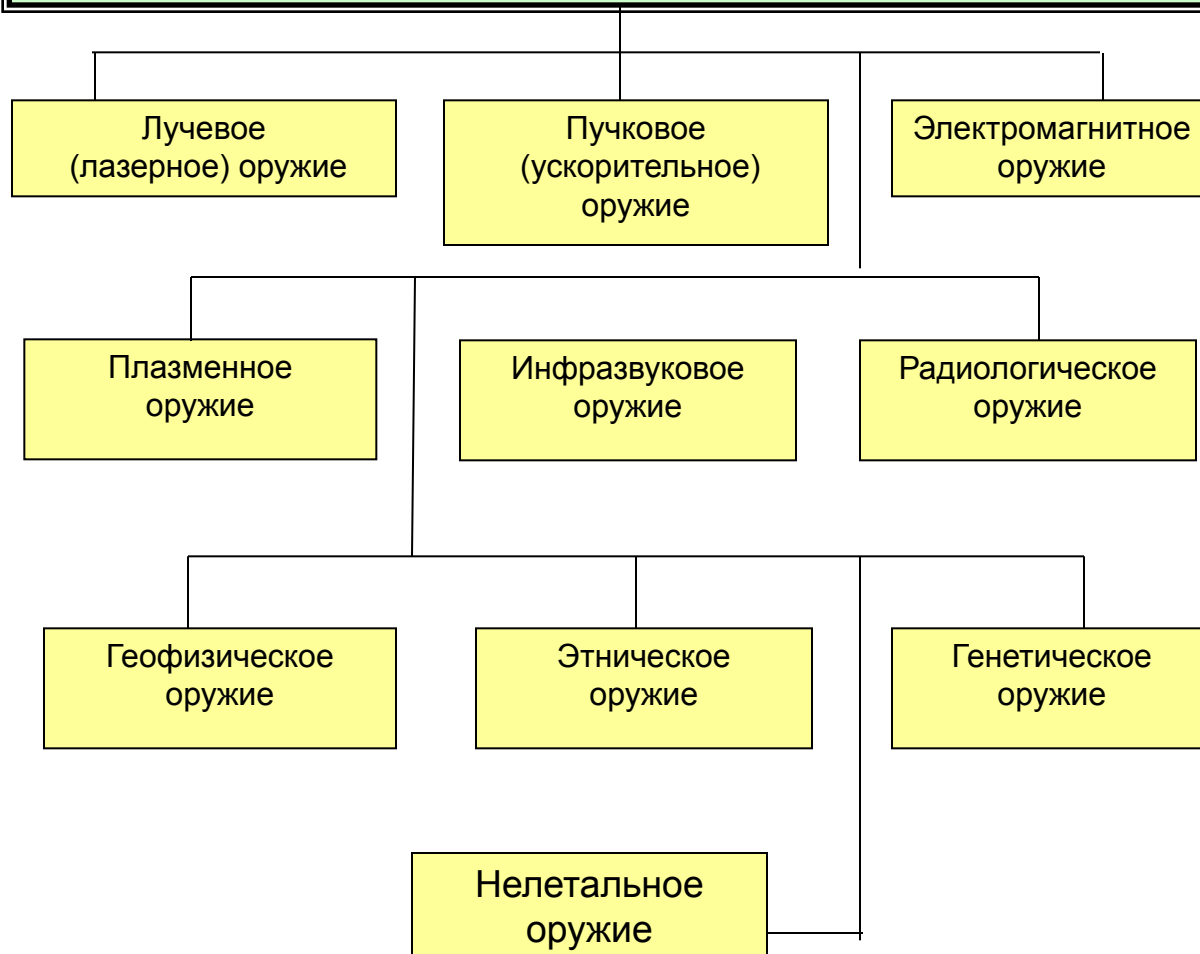 Лучевое
(лазерное) оружие
Пучковое
(ускорительное)
оружие
Электромагнитное
оружие
Плазменное
оружие
Инфразвуковое
оружие
Радиологическое
оружие
Геофизическое
оружие
Этническое
оружие
Генетическое
оружие
Нелетальное
оружие